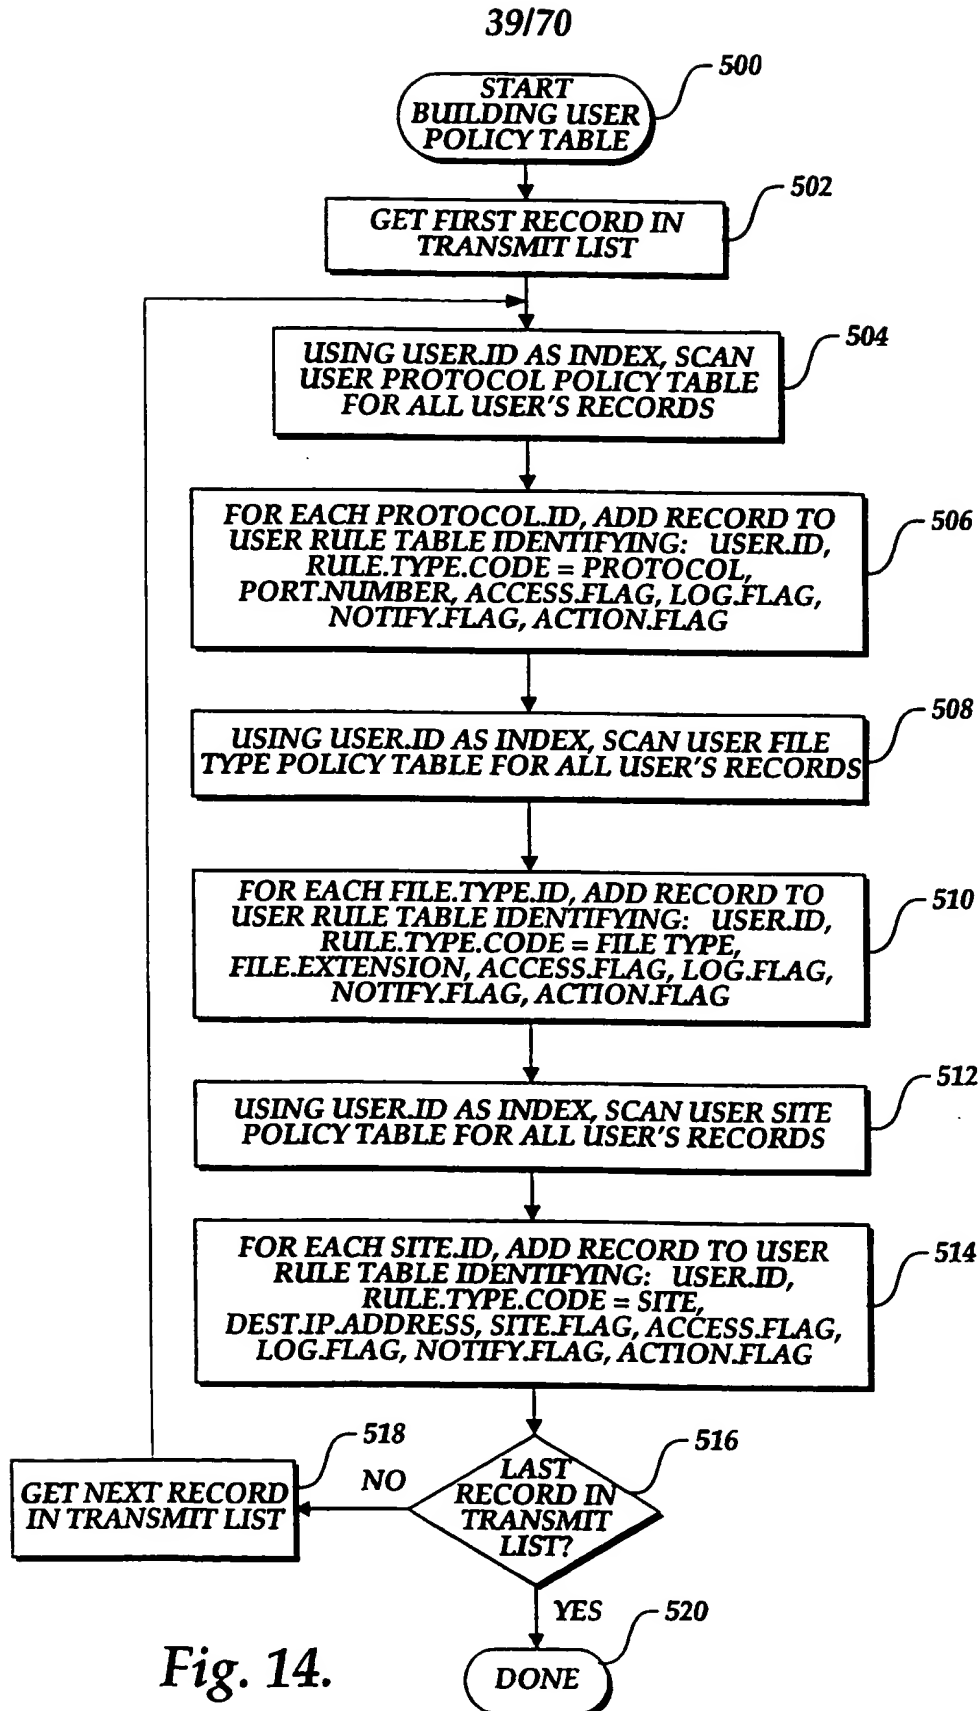 39/70
500
START
BUILDING USER
POLICY TABLE
502
GET FIRST RECORD IN
TRANSMIT LIST
504
USING USER.ID AS INDEX, SCAN
USER PROTOCOL POLICY TABLE
FOR ALL USER'S RECORDS
506
FOR EACH PROTOCOL.ID, ADD RECORD TO
USER RULE TABLE IDENTIFYING: USER.ID,
RULE.TYPE.CODE = PROTOCOL,
PORT.NUMBER, ACCESS.FLAG, LOG.FLAG,
NOTIFY.FLAG, ACTION.FLAG
508
USING USER.ID AS INDEX, SCAN USER FILE
TYPE POLICY TABLE FOR ALL USER'S RECORDS
510
FOR EACH FILE.TYPE.ID, ADD RECORD TO
USER RULE TABLE IDENTIFYING: USER.ID,
RULE.TYPE.CODE = FILE TYPE,
FILE.EXTENSION, ACCESS.FLAG, LOG.FLAG,
NOTIFY.FLAG, ACTION.FLAG
512
USING USER.ID AS INDEX, SCAN USER SITE
POLICY TABLE FOR ALL USER'S RECORDS
514
FOR EACH SITE.ID, ADD RECORD TO USER
RULE TABLE IDENTIFYING: USER.ID,
RULE.TYPE.CODE = SITE,
DEST.IP.ADDRESS, SITE.FLAG, ACCESS.FLAG,
LOG.FLAG, NOTIFY.FLAG, ACTION.FLAG
516
LAST
RECORD IN
TRANSMIT
LIST?
NO
518
GET NEXT RECORD
IN TRANSMIT LIST
YES
520
DONE
Fig. 14.